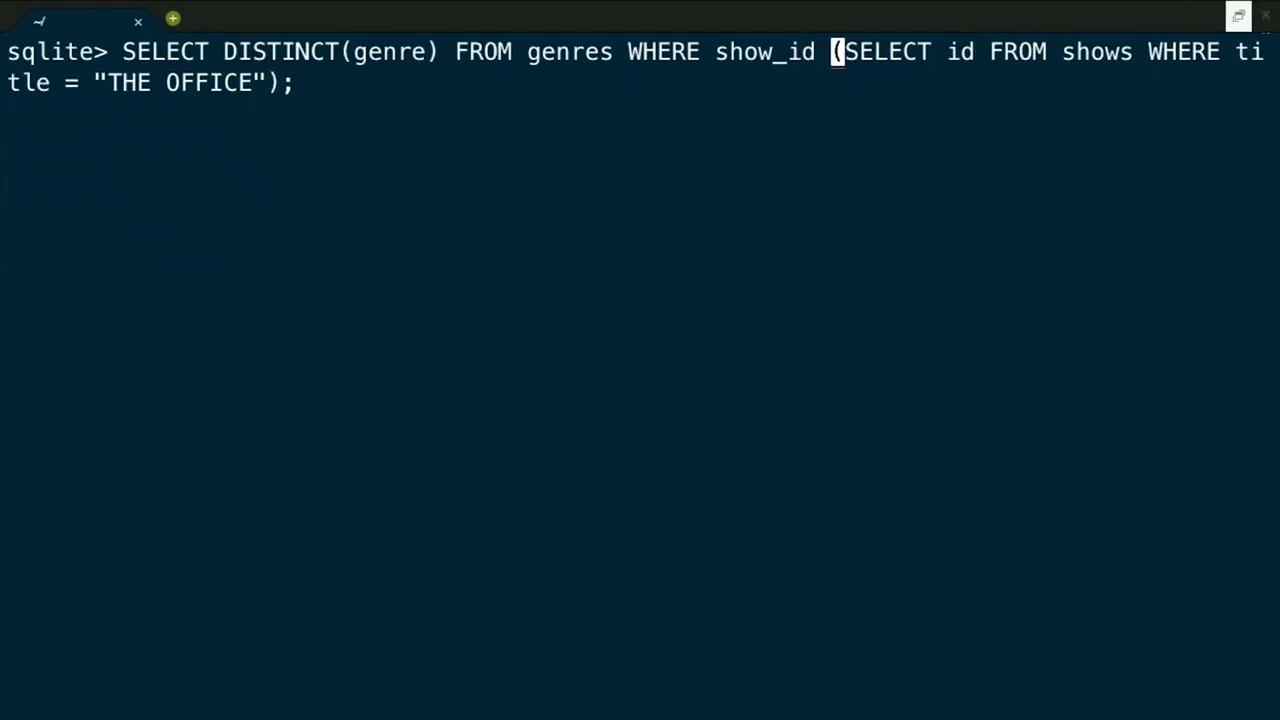 ~/
sqlite> SELECT DISTINCT(genre) FROM genres WHERE show_id (SELECT id FROM shows WHERE ti
tle = "THE OFFICE");